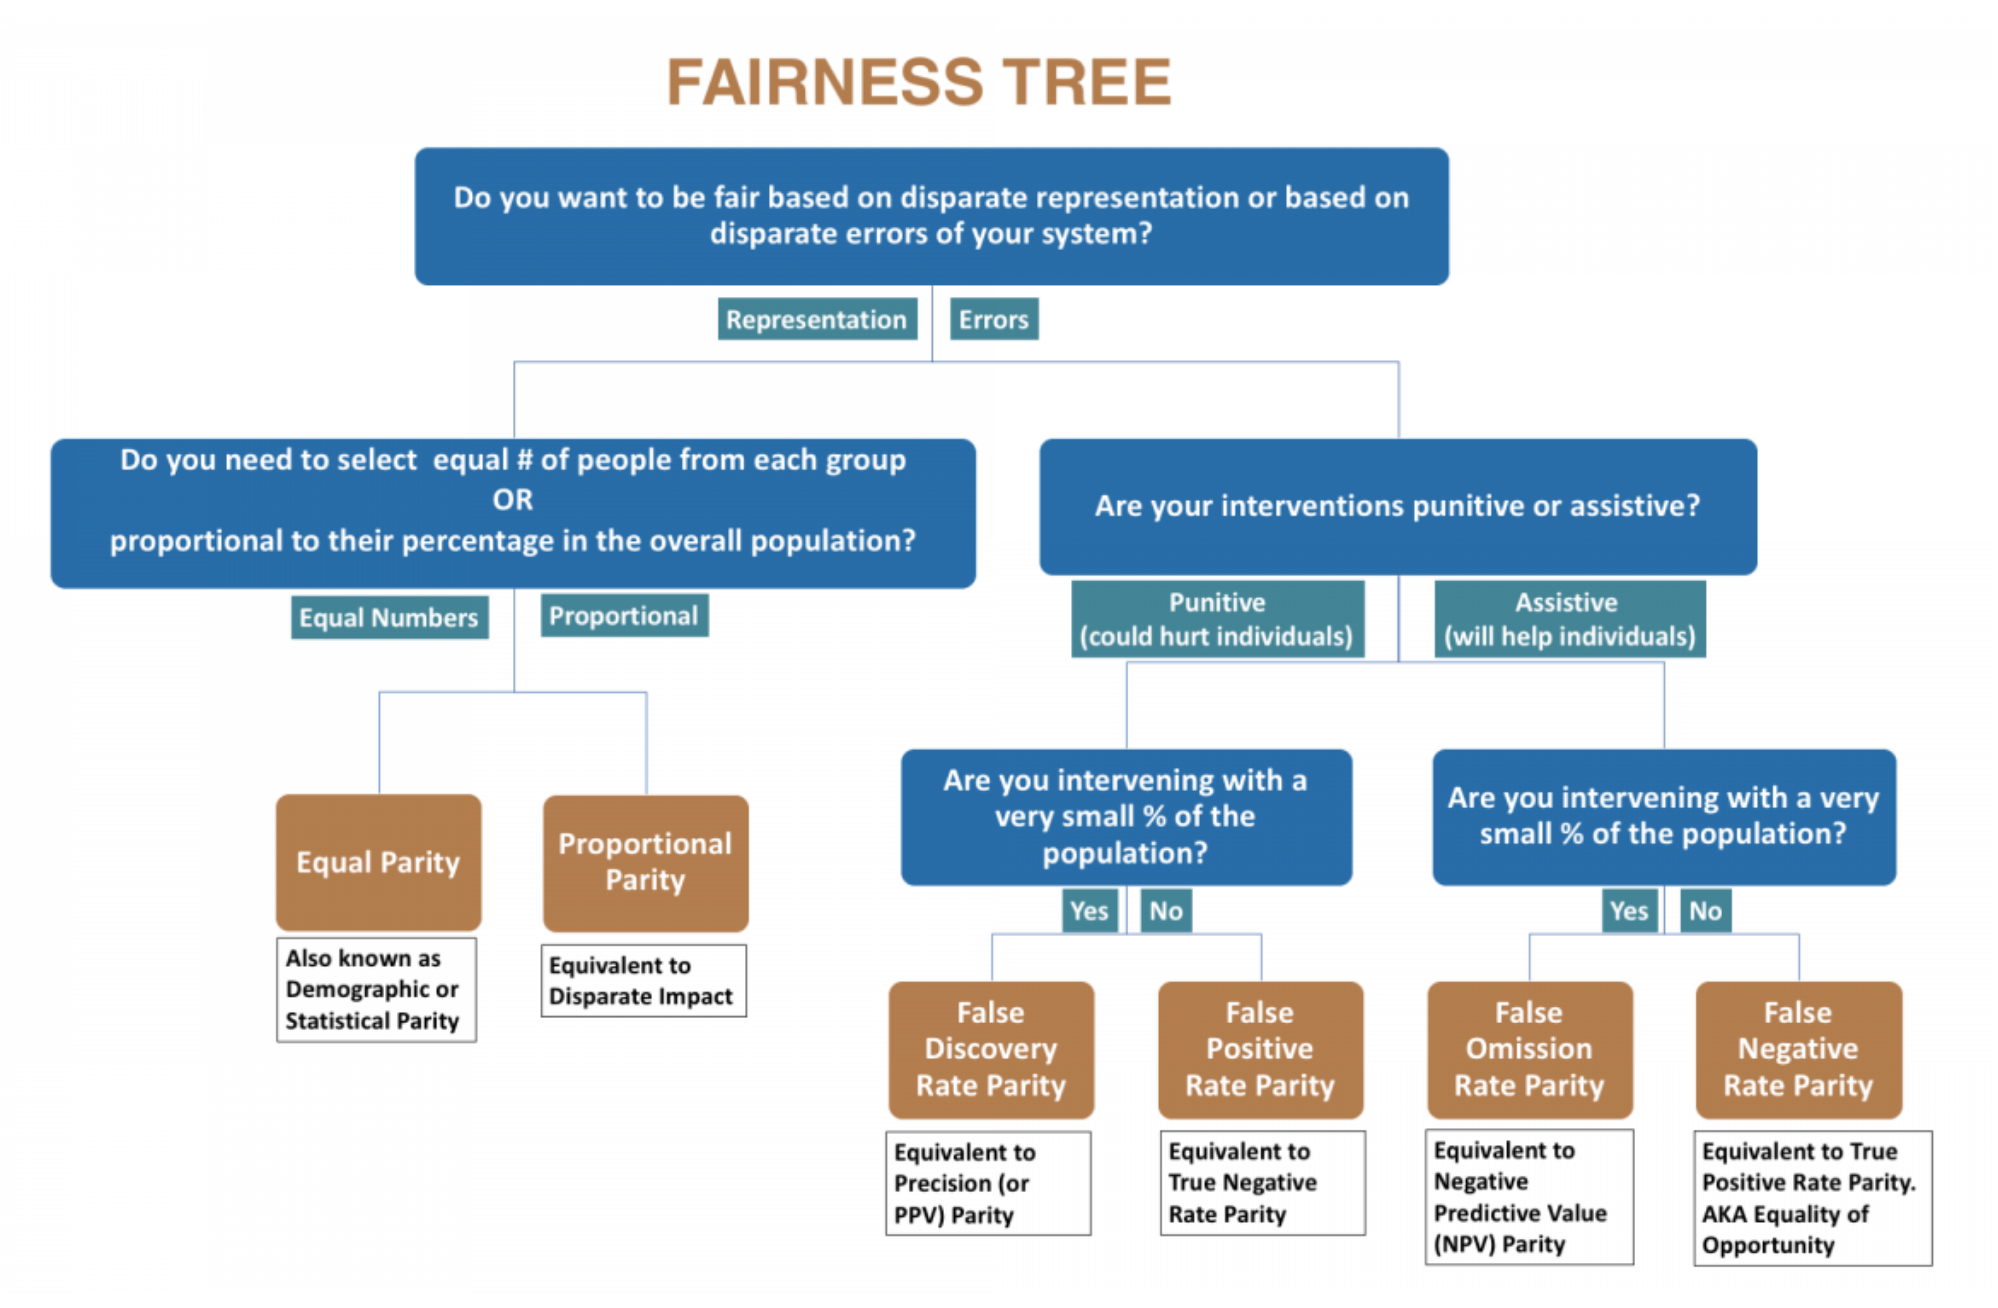 FAIRNESS TREE
Do you want to be fair based on disparate representation or based on
disparate errors of your system?
Representation
Errors
Do you need to select equal # of people from each group
OR
proportional to their percentage in the overall population?
Are your interventions punitive or assistive?
Equal Numbers
Proportional
Punitive
(could hurt individuals)
Assistive
(will help individuals)
Equal Parity
Also known as
Demographic or
Statistical Parity
Proportional
Parity
Equivalent to
Disparate Impact
Are you intervening with a
very small % of the
population?
Are you intervening with a very
small % of the population?
Yes
No
Yes
No
False
Discovery
Rate Parity
False
Positive
Rate Parity
False
Omission
Rate Parity
False
Negative
Rate Parity
Equivalent to
Precision (or
PPV) Parity
Equivalent to
True Negative
Rate Parity
Equivalent to
Negative
Predictive Value
(NPV) Parity
Equivalent to True
Positive Rate Parity.
AKA Equality of
Opportunity